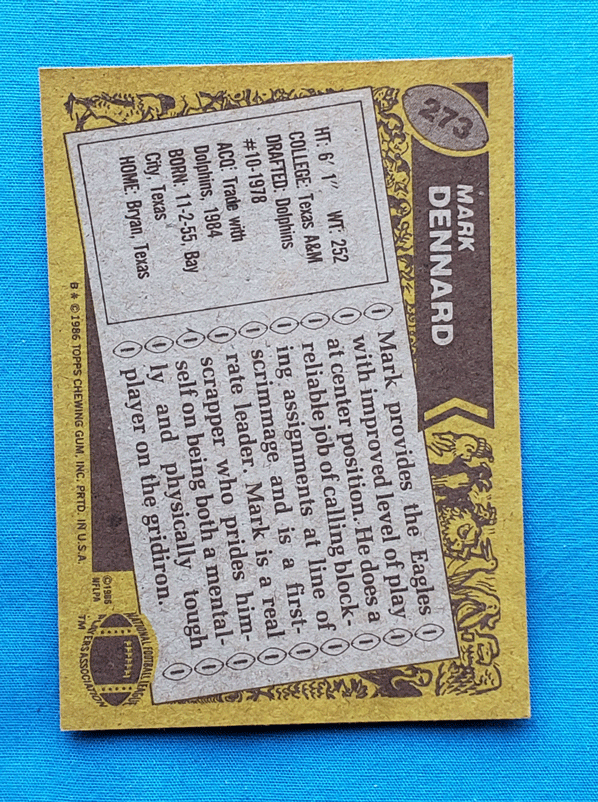 273
MARK
DENNARD
HT: 6' 1" WT: 252
COLLEGE: Texas A&M
DRAFTED: Dolphins
#10-1978
ACQ: Trade with
Dolphins, 1984
BORN: 11-2-55, Bay
City, Texas
HOME: Bryan, Texas
Mark provides the Eagles
with improved level of play
at center position. He does a
reliable job of calling block-
ing assignments at line of
scrimmage, and is a first-
rate leader. Mark is a real
scrapper who prides him-
self on being both a mental-
ly and physically tough
player on the gridiron.
B* © 1986 TOPPS CHEWING GUM, INC. PRTD. IN U.S.A.
©1986
NFLPA
NATIONAL FOOTBALL LEAGUE
PLAYERS
PLAYERS ASSOCIATION
TM